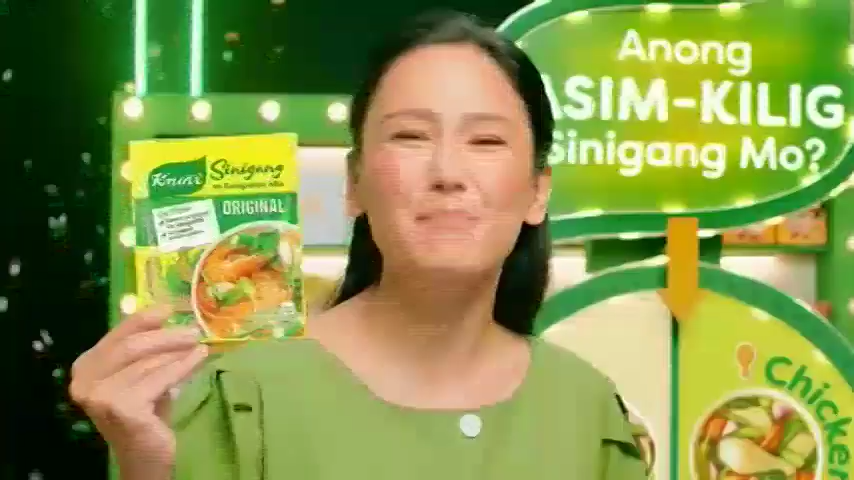 Anong
ASIM-KILIG
Sinigang Mo?
Knorr
Sinigang
ORIGINAL
Chicken